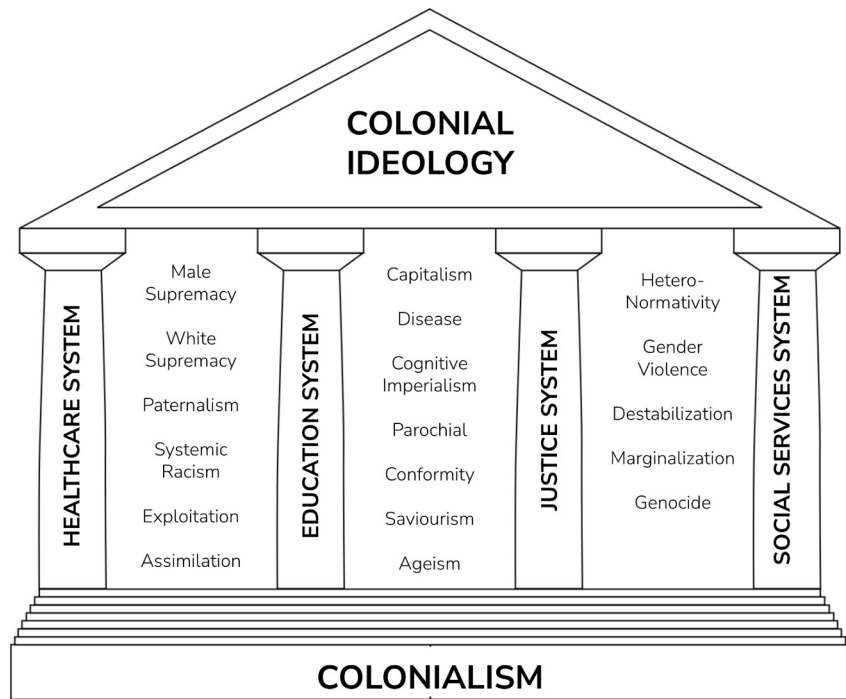 COLONIAL
IDEOLOGY
HEALTHCARE SYSTEM
Male
Supremacy
White
Supremacy
Paternalism
Systemic
Racism
Exploitation
Assimilation
EDUCATION SYSTEM
Capitalism
Disease
Cognitive
Imperialism
Parochial
Conformity
Saviourism
Ageism
JUSTICE SYSTEM
Hetero-
Normativity
Gender
Violence
Destabilization
Marginalization
Genocide
SOCIAL SERVICES SYSTEM
COLONIALISM